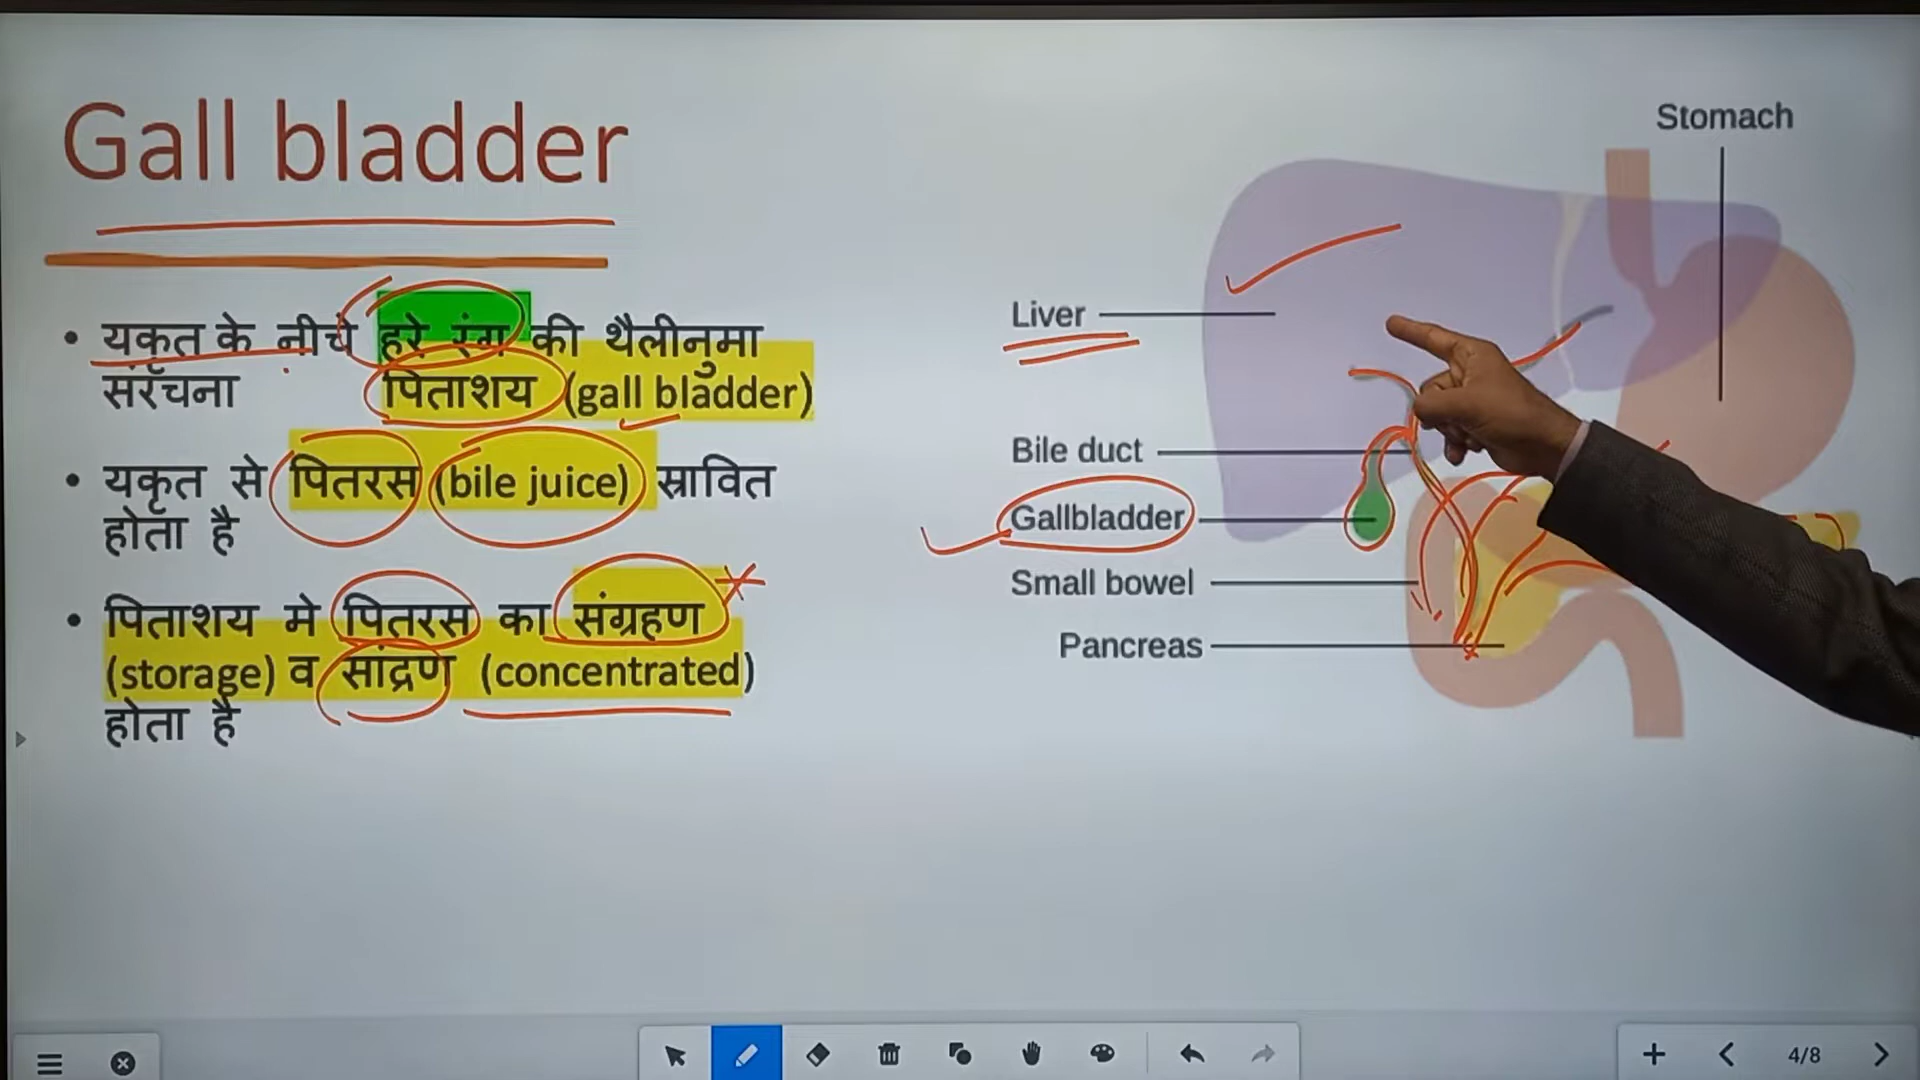 Gall bladder
• यकृत के नीचे हरे रंग की थैलीनुमा
संरचना पिताशय (gall bladder)
• यकृत से पितरस (bile juice) स्रावित
होता है
• पिताशय मे पितरस का संग्रहण
(storage) व सांद्रण (concentrated)
होता है
Stomach
Liver
Bile duct
Gallbladder
Small bowel
Pancreas
4/8